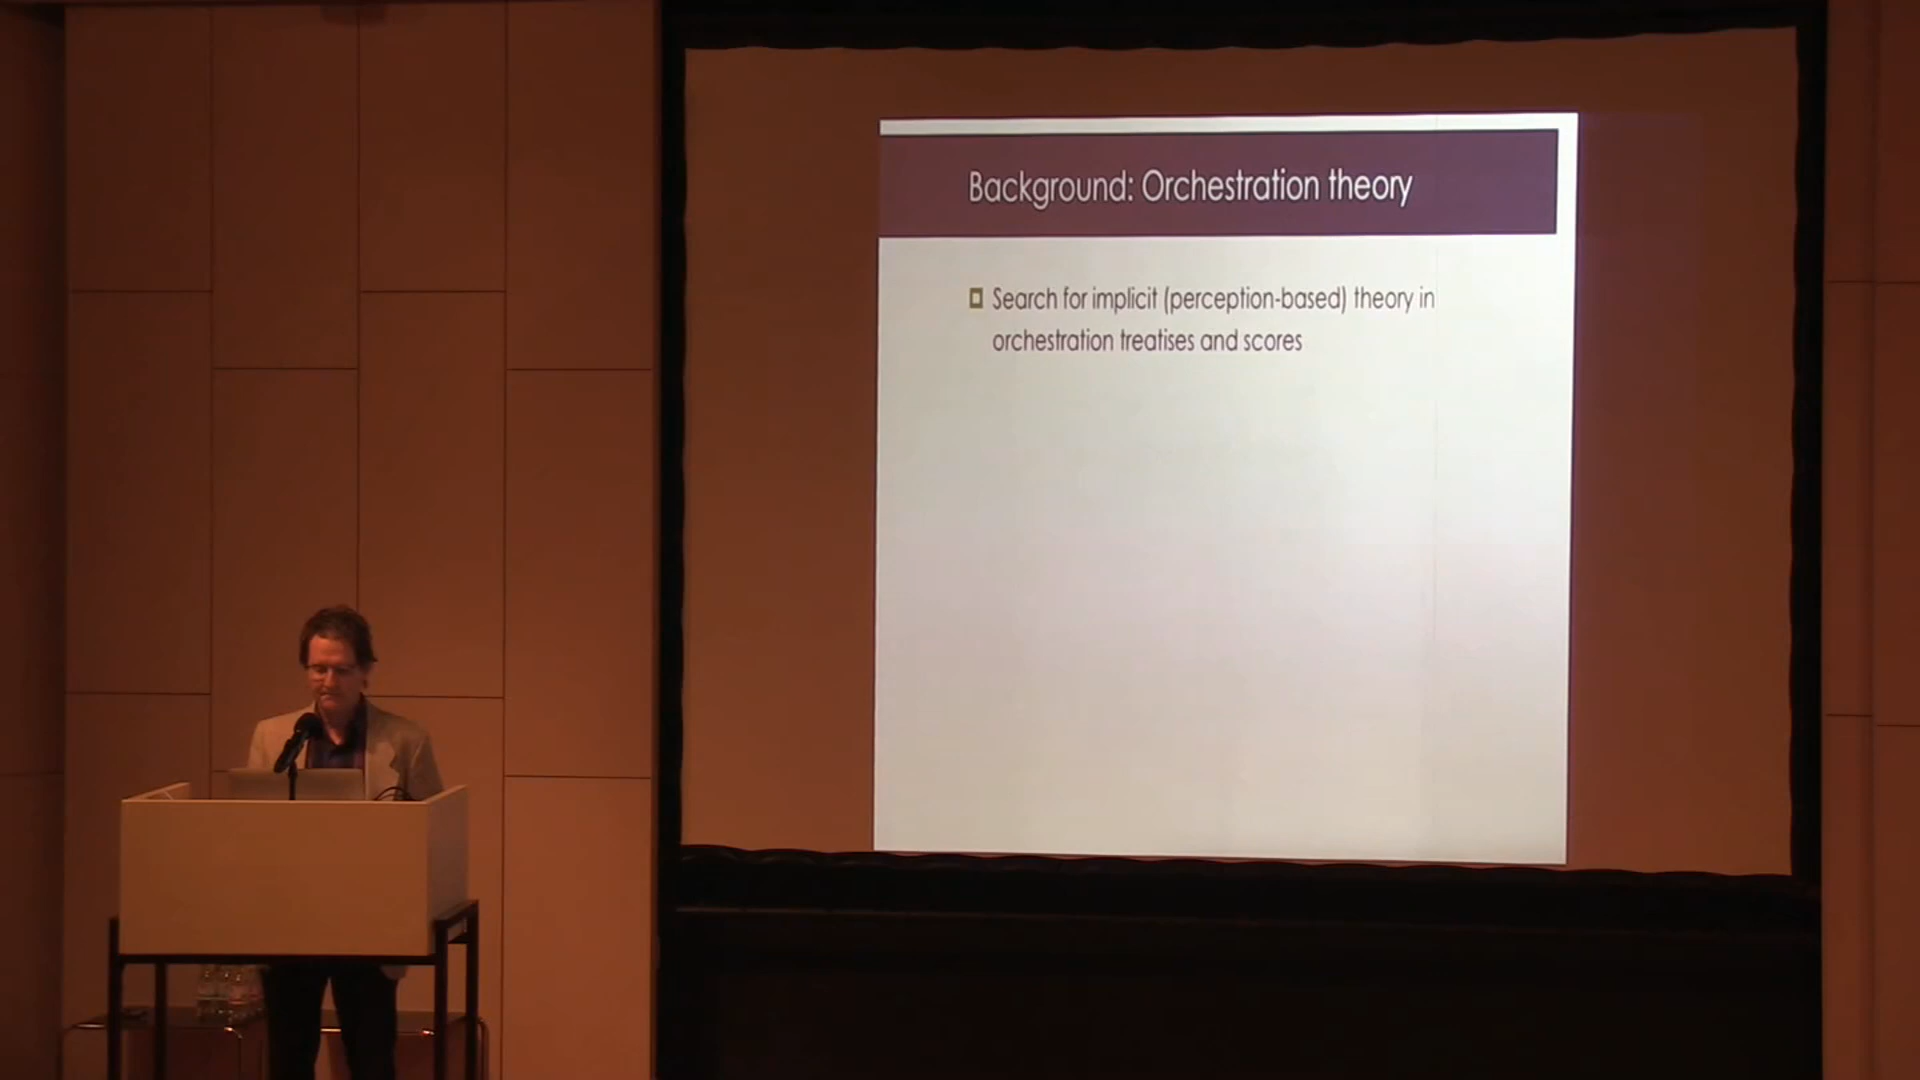 Background: Orchestration theory
Search for implicit (perception-based) theory in
orchestration treatises and scores